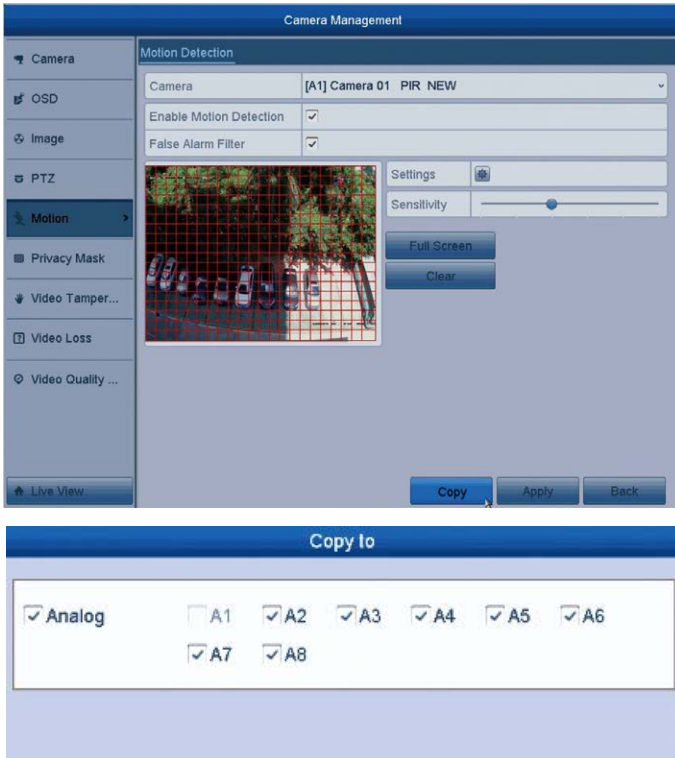 Camera Management
Camera
OSD
Image
PTZ
Motion
Privacy Mask
Video Tamper...
Video Loss
Video Quality ...
Live View
Motion Detection
Camera [A1] Camera 01 PIR NEW
Enable Motion Detection
False Alarm Filter
Settings
Sensitivity
Full Screen
Clear
Copy Apply Back
Copy to
Analog A1 A2 A3 A4 A5 A6
A7 A8